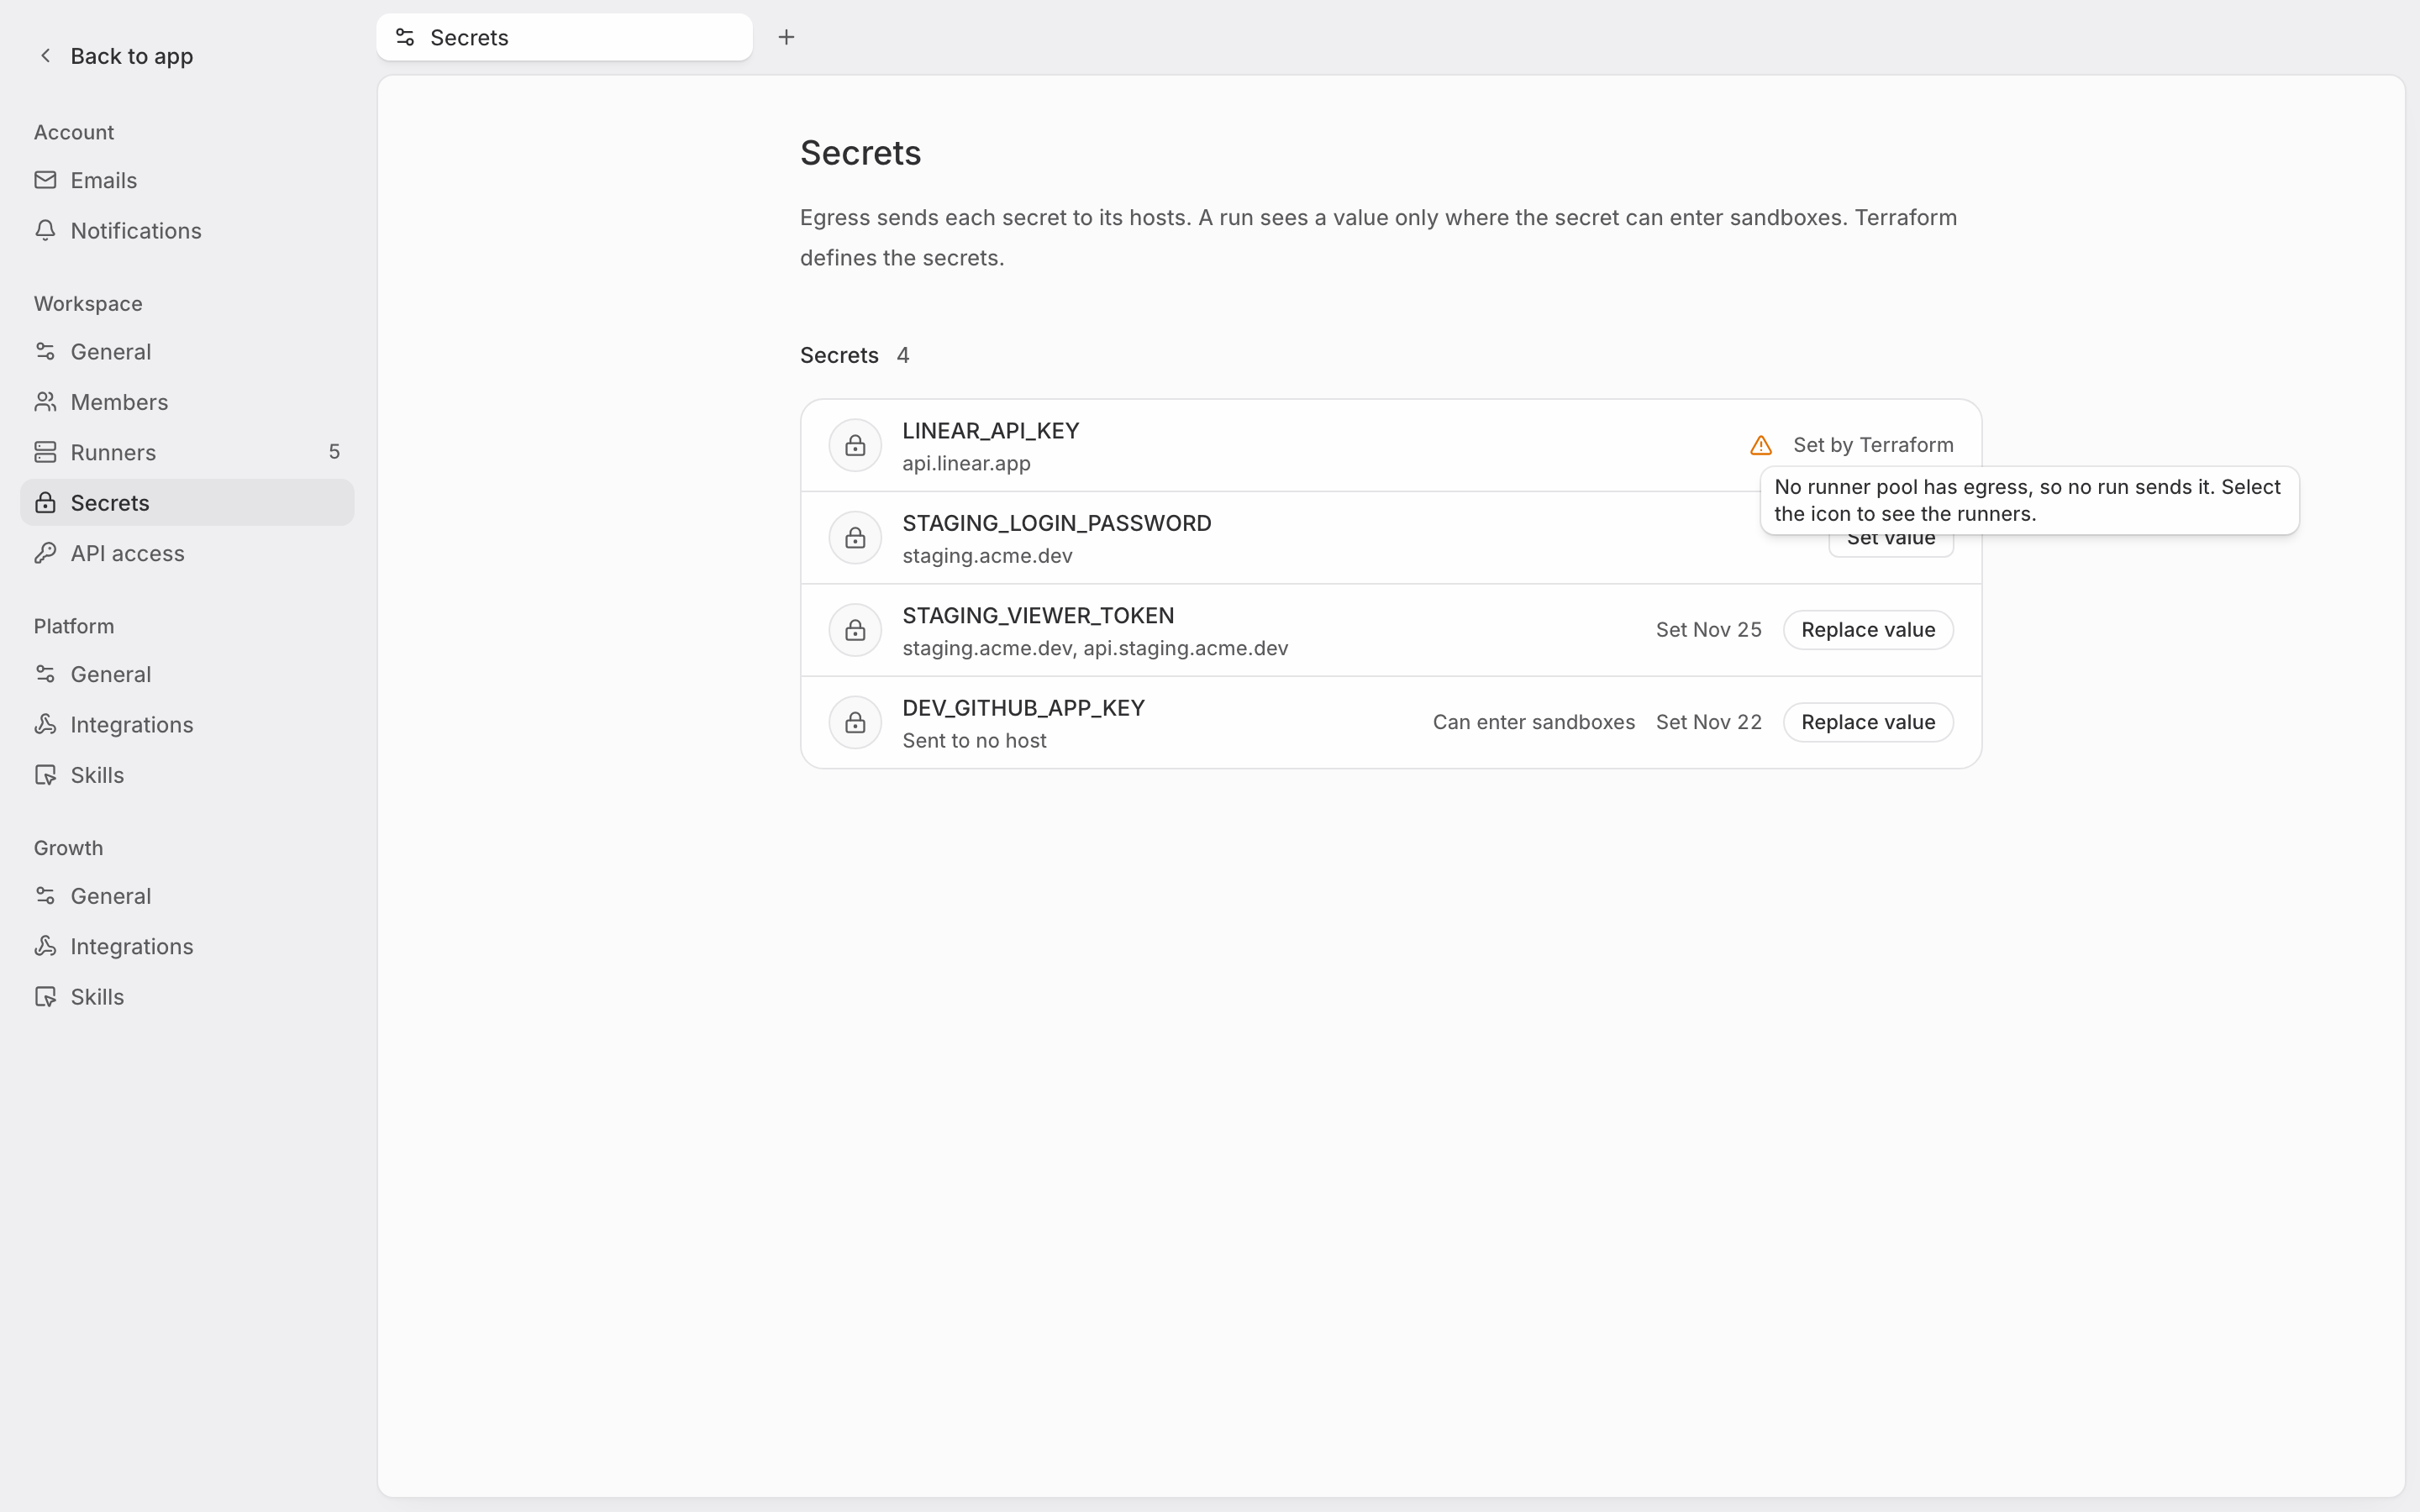 Back to app
Account
Emails
Notifications
Workspace
General
Members
Runners 5
Secrets
API access
Platform
General
Integrations
Skills
Growth
General
Integrations
Skills
Secrets
Secrets
Egress sends each secret to its hosts. A run sees a value only where the secret can enter sandboxes. Terraform
defines the secrets.
Secrets 4
LINEAR_API_KEY
api.linear.app
Set by Terraform
No runner pool has egress, so no run sends it. Select
the icon to see the runners.
STAGING_LOGIN_PASSWORD
staging.acme.dev
Set value
STAGING_VIEWER_TOKEN
staging.acme.dev, api.staging.acme.dev
Set Nov 25 Replace value
DEV_GITHUB_APP_KEY
Sent to no host
Can enter sandboxes Set Nov 22 Replace value